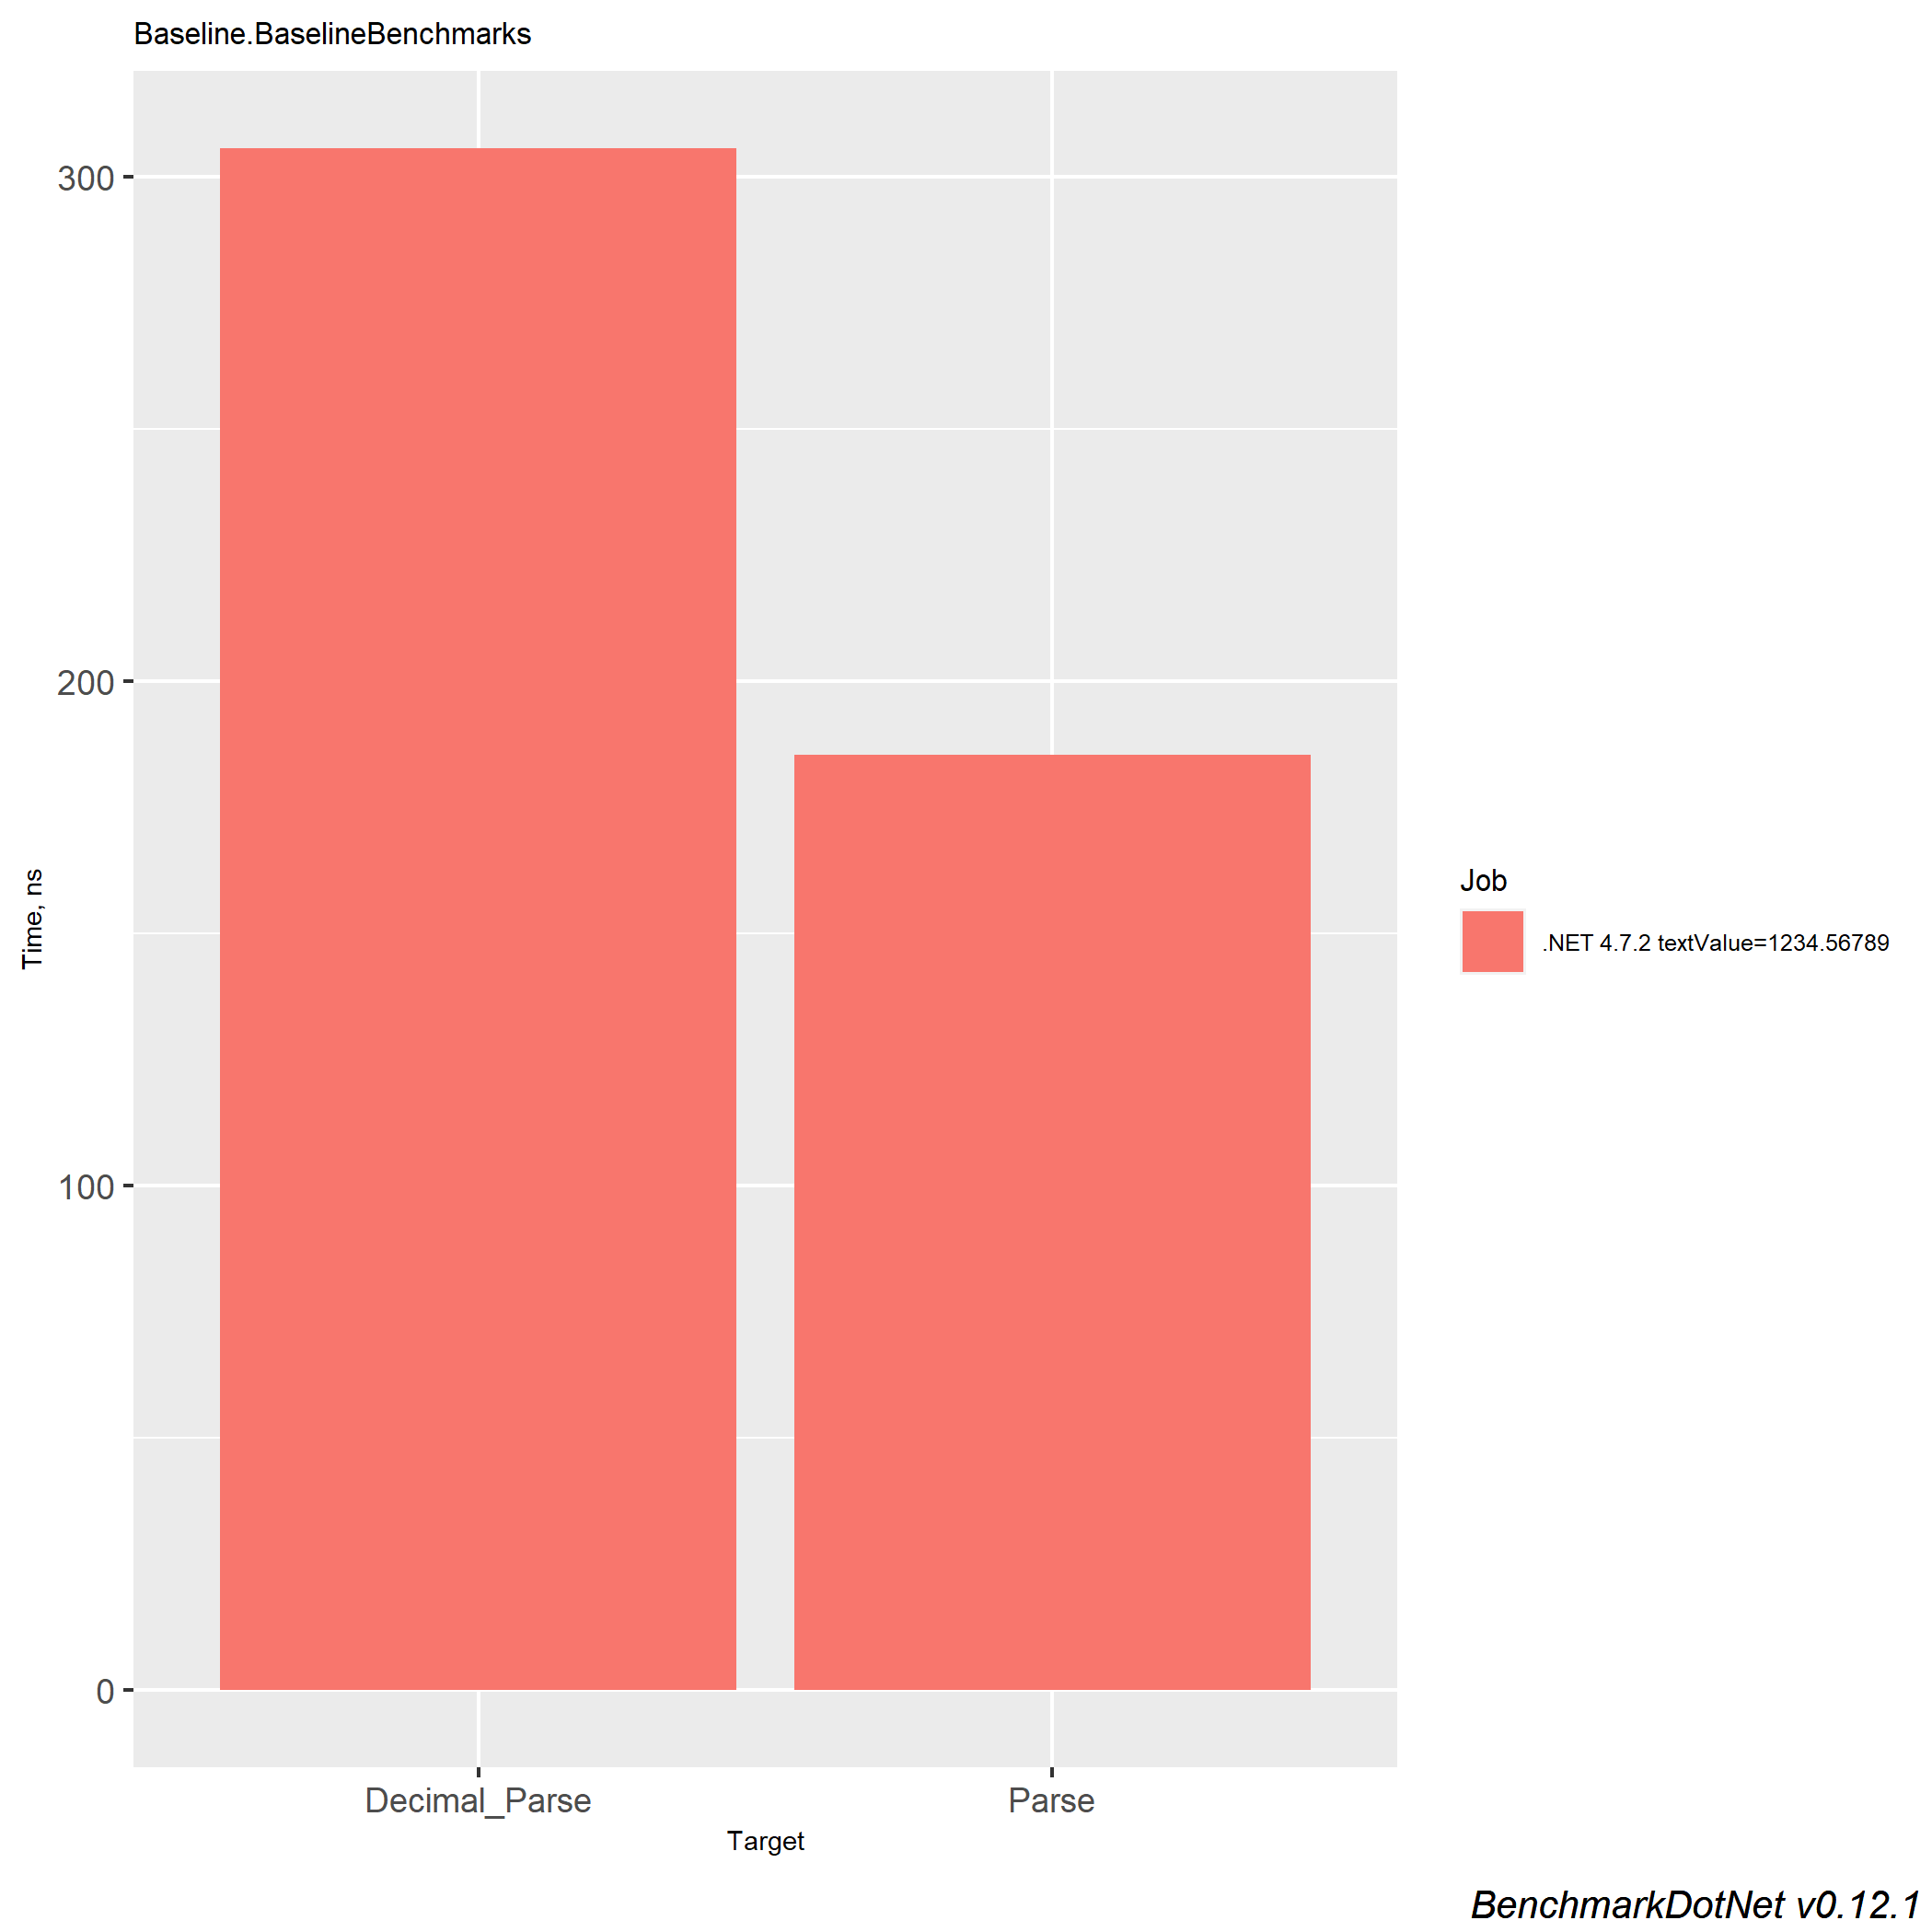 Baseline.BaselineBenchmarks
300
200
100
0
Time, ns
Decimal_Parse
Parse
Target
Job
.NET 4.7.2 textValue=1234.56789
BenchmarkDotNet v0.12.1